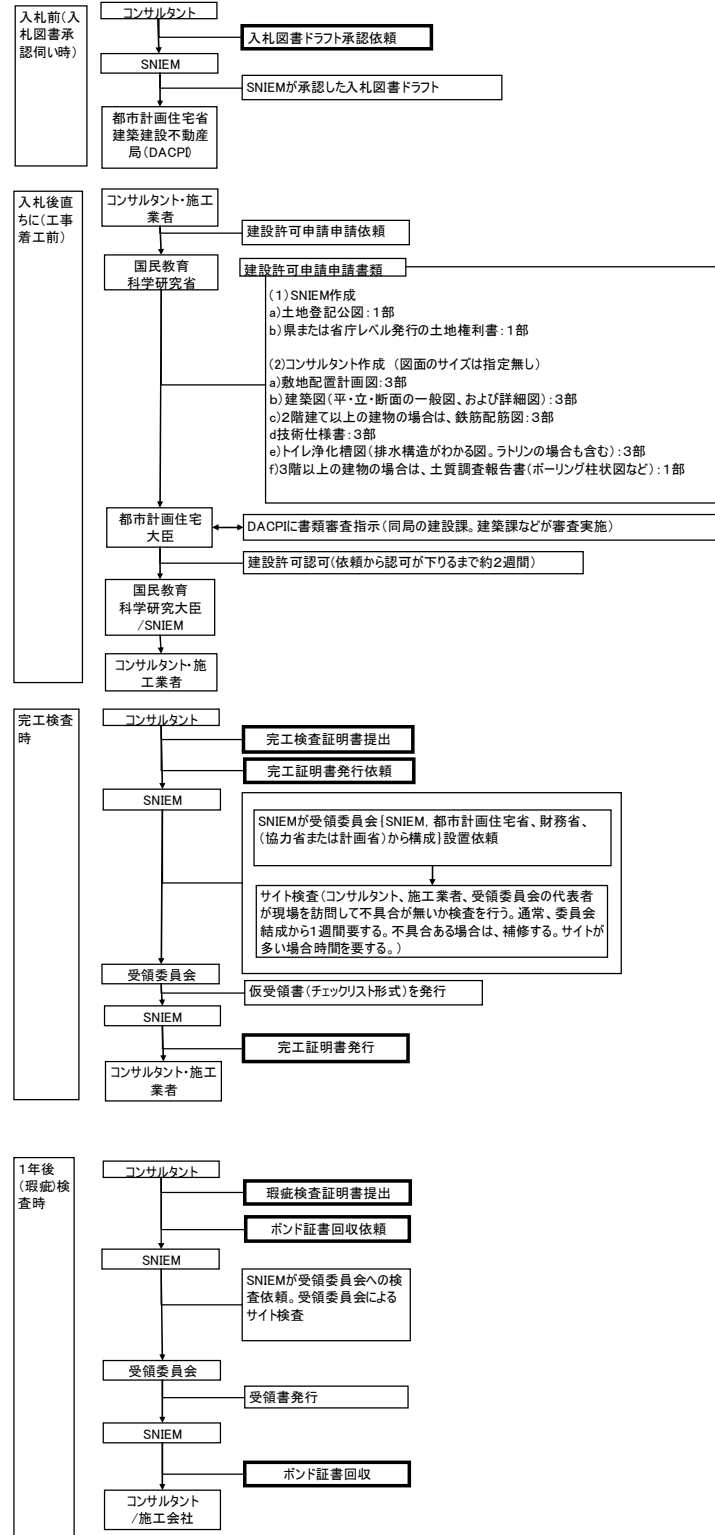 入札前(入
札図書承
認伺い時)
コンサルタント
入札図書ドラフト承認依頼
SNIEM
SNIEMが承認した入札図書ドラフト
都市計画住宅省
建築建設不動産
局(DACPI)
入札後直
ちに(工事
着工前)
コンサルタント・施工
業者
建設許可申請申請依頼
国民教育
科学研究省
建設許可申請申請書類
(1)SNIEM作成
a)土地登記公図:1部
b)県または省庁レベル発行の土地権利書:1部
(2)コンサルタント作成 (図面のサイズは指定無し)
a)敷地配置計画図:3部
b)建築図(平・立・断面の一般図、および詳細図):3部
c)2階建て以上の建物の場合は、鉄筋配筋図:3部
d技術仕様書:3部
e)トイレ浄化槽図(排水構造がわかる図。ラトリンの場合も含む):3部
f)3階以上の建物の場合は、土質調査報告書(ボーリング柱状図など):1部
都市計画住宅
大臣
DACPIに書類審査指示(同局の建設課。建築課などが審査実施)
建設許可認可(依頼から認可が下りるまで約2週間)
国民教育
科学研究大臣
/SNIEM
コンサルタント・施
工業者
完工検査
時
コンサルタント
完工検査証明書提出
完工証明書発行依頼
SNIEM
SNIEMが受領委員会{SNIEM, 都市計画住宅省、財務省、
(協力省または計画省)から構成}設置依頼
サイト検査(コンサルタント、施工業者、受領委員会の代表者
が現場を訪問して不具合が無いか検査を行う。通常、委員会
結成から1週間要する。不具合ある場合は、補修する。サイトが
多い場合時間を要する。)
受領委員会
仮受領書(チェックリスト形式)を発行
SNIEM
完工証明書発行
コンサルタント・施工
業者
1年後
(瑕疵)検
査時
コンサルタント
瑕疵検査証明書提出
ボンド証書回収依頼
SNIEM
SNIEMが受領委員会への検
査依頼。受領委員会による
サイト検査
受領委員会
受領書発行
SNIEM
ボンド証書回収
コンサルタント
/施工会社